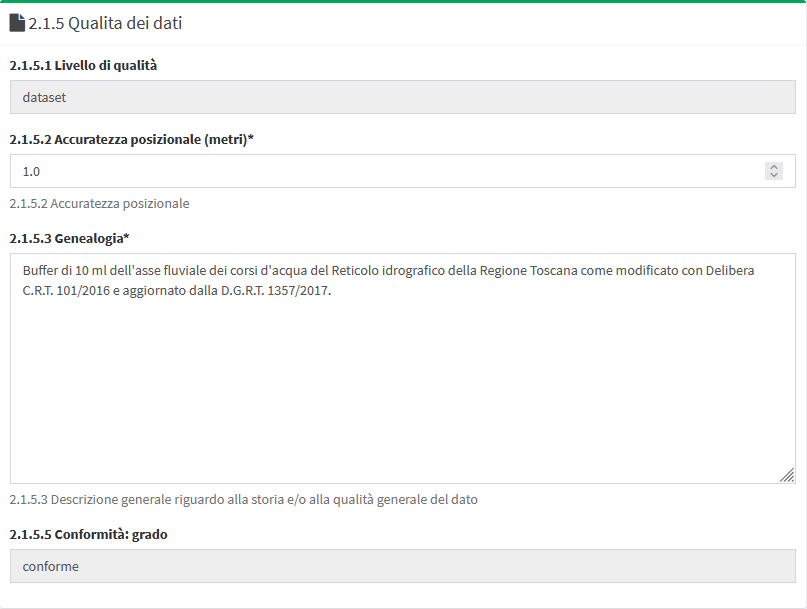 2.1.5 Qualita dei dati
2.1.5.1 Livello di qualità
dataset
2.1.5.2 Accuratezza posizionale (metri)*
1.0
2.1.5.2 Accuratezza posizionale
2.1.5.3 Genealogia*
Buffer di 10 ml dell'asse fluviale dei corsi d'acqua del Reticolo idrografico della Regione Toscana come modificato con Delibera
C.R.T. 101/2016 e aggiornato dalla D.G.R.T. 1357/2017.
2.1.5.3 Descrizione generale riguardo alla storia e/o alla qualità generale del dato
2.1.5.5 Conformità: grado
conforme